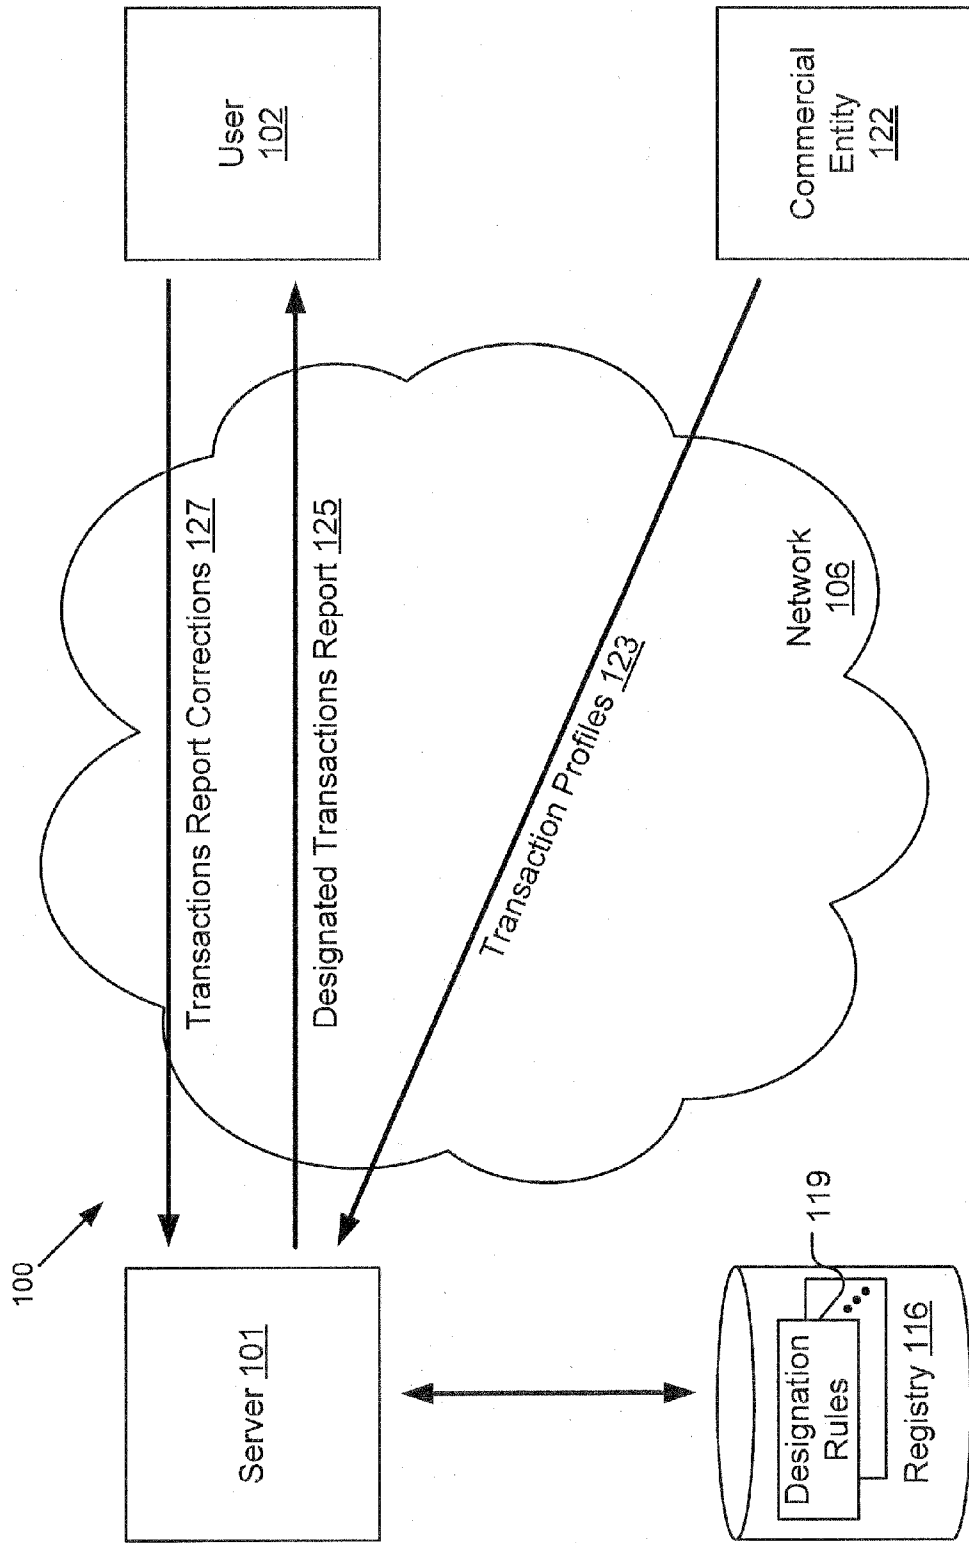 100
Server 101
User
102
Transactions Report Corrections 127
Designated Transactions Report 125
Transaction Profiles 123
Network
106
Designation
Rules
119
Registry 116
Commercial
Entity
122